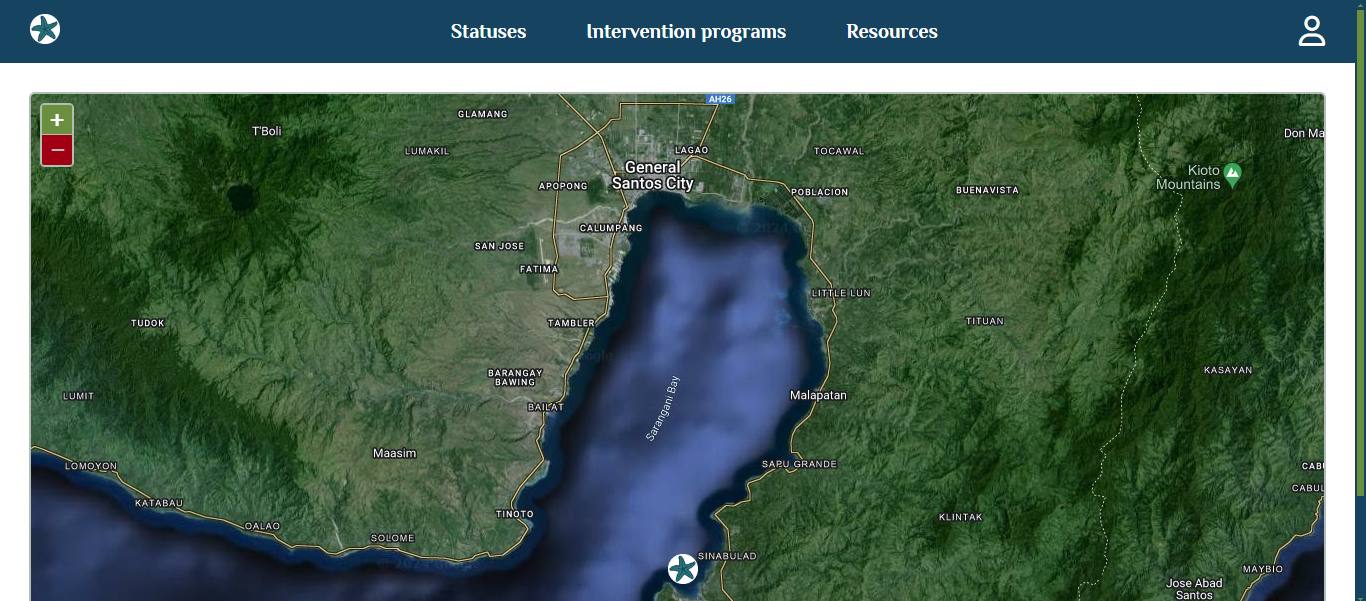 Statuses
Intervention programs
Resources
+
−
AH26
GLAMANG
T'Boli
Don Ma
LUMAKIL
LAGAO
TOCAWAL
General
Santos City
Kioto
Mountains
APOPONG
POBLACION
BUENAVISTA
CALUMPANG
SAN JOSE
FATIMA
LITTLE LUN
TUDOK
TAMBLER
TITUAN
BARANGAY
BAWING
KASAYAN
LUMIT
Malapatan
BAILAT
Sarangani Bay
Maasim
LOMOYON
SAPU GRANDE
CABU
CABUL
KATABAU
TINOTO
KLINTAK
OALAO
SOLOME
SINABULAD
MAYBIO
Jose Abad
Santos